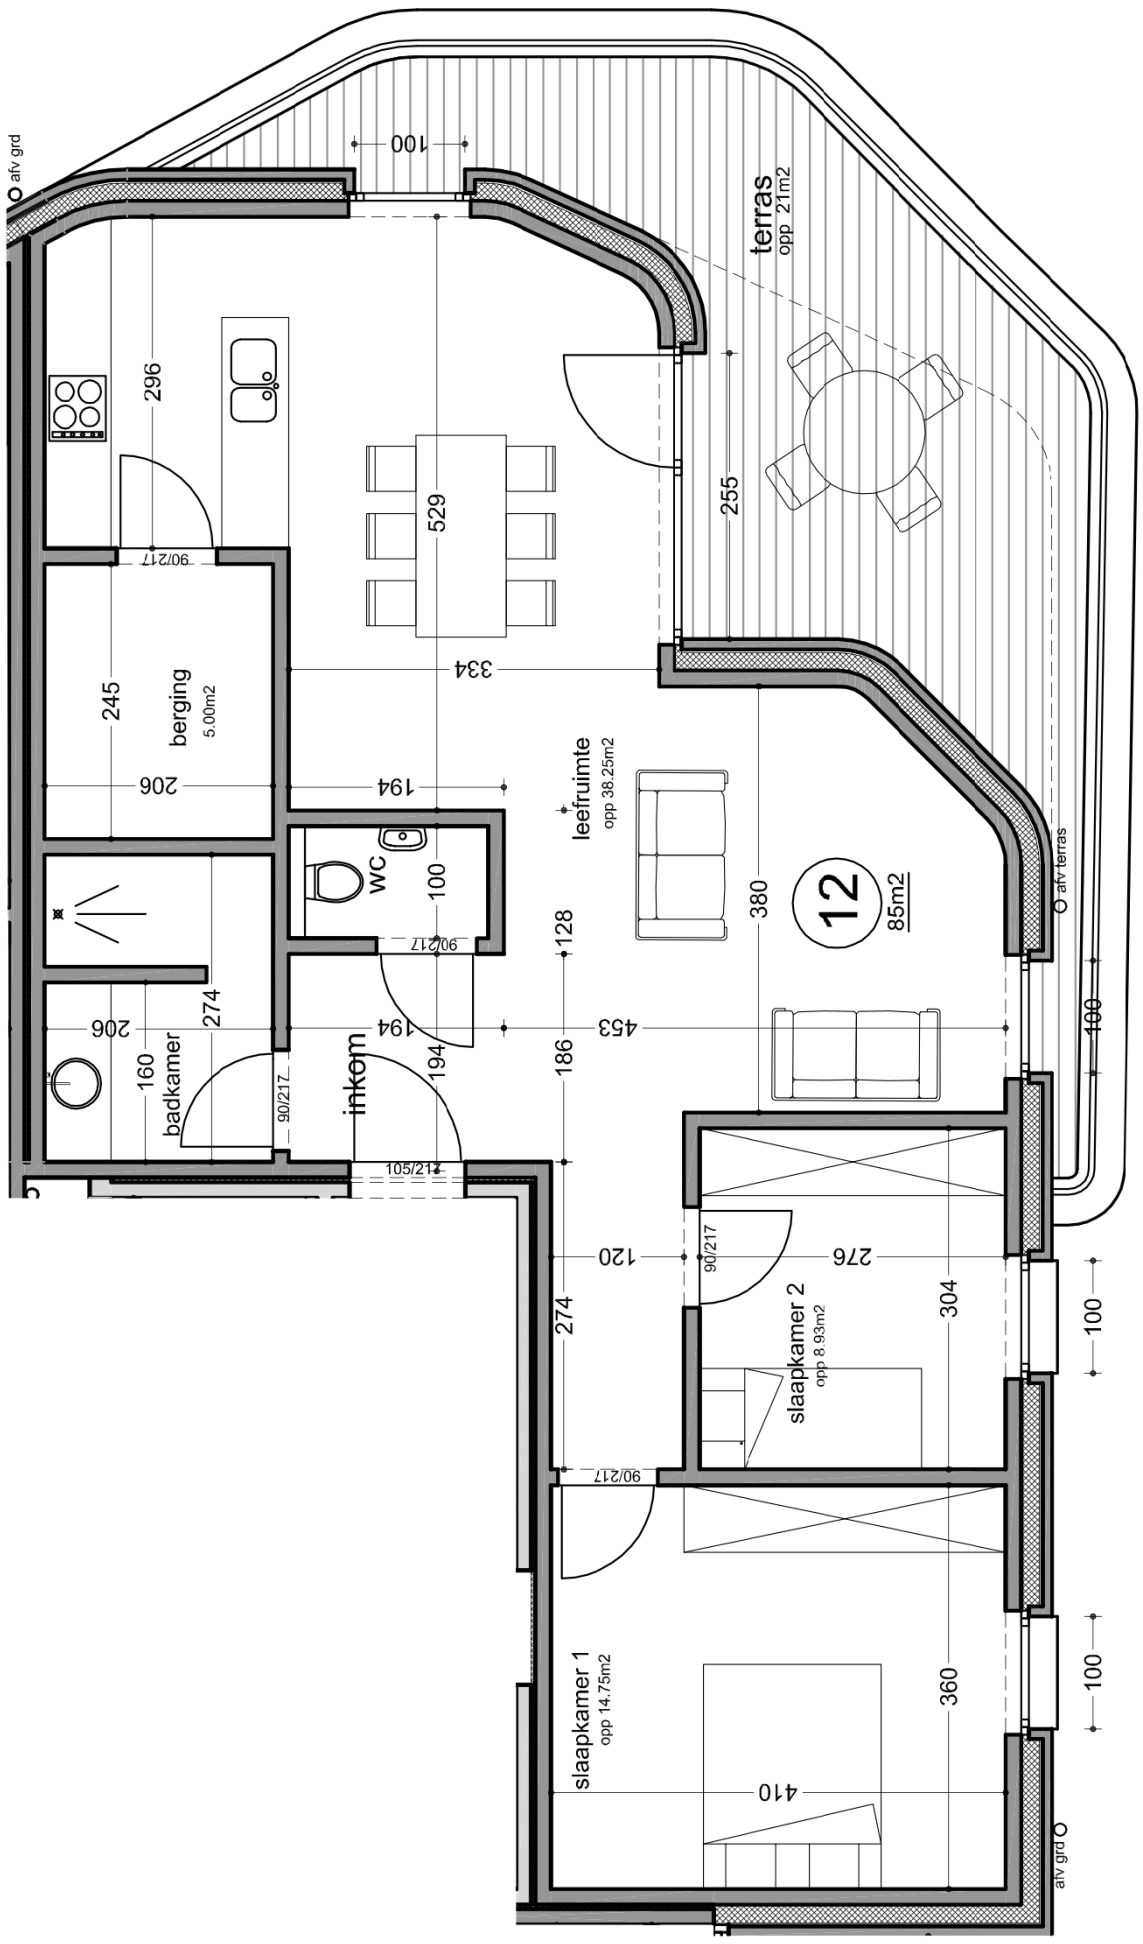 afv grd
100
terras
opp 21m2
296
529
255
90/217
334
245
berging
5.00m2
206
194
leefruimte
opp 38.25m2
wc
100
90/217
128
380
12
85m2
afv terras
206
274
160
badkamer
194
194
inkom
186
453
100
90/217
105/217
120
90/217
276
304
274
slaapkamer 2
opp 8.93m2
100
90/217
slaapkamer 1
opp 14.75m2
360
410
100
afv grd